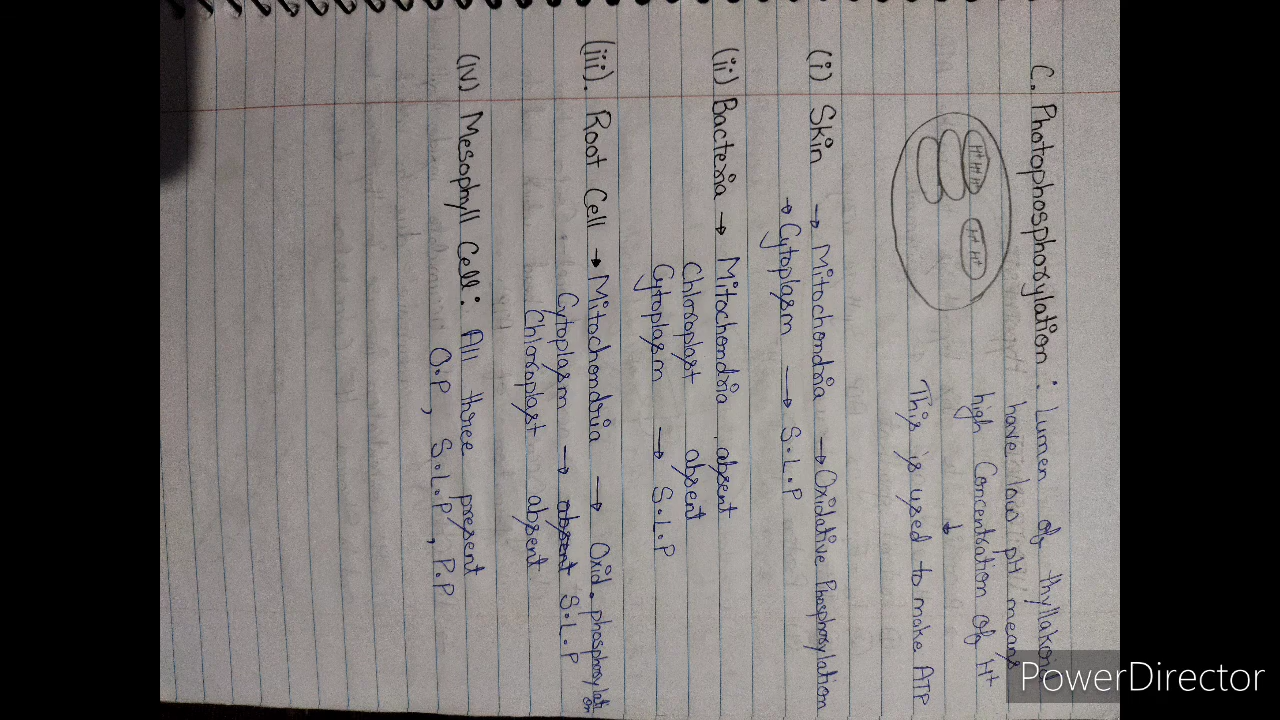 C. Photophosphorylation : Lumen of thyllakoid
have low pH means
high Concentration of H+
↓
This is used to make ATP
H+ H+ H+ H+ H+
(i) Skin → Mitochondria → Oxidative Phosphorylation
→ Cytoplasm → S.L.P
(ii) Bacteria → Mitochondria absent
Chloroplast absent
Cytoplasm → S.L.P
(iii). Root Cell → Mitochondria → Oxid. phosphorylation
Cytoplasm → absent S.L.P
Chloroplast absent
(iv) Mesophyll Cell: All three present
O.P, S.L.P, P.P
PowerDirector